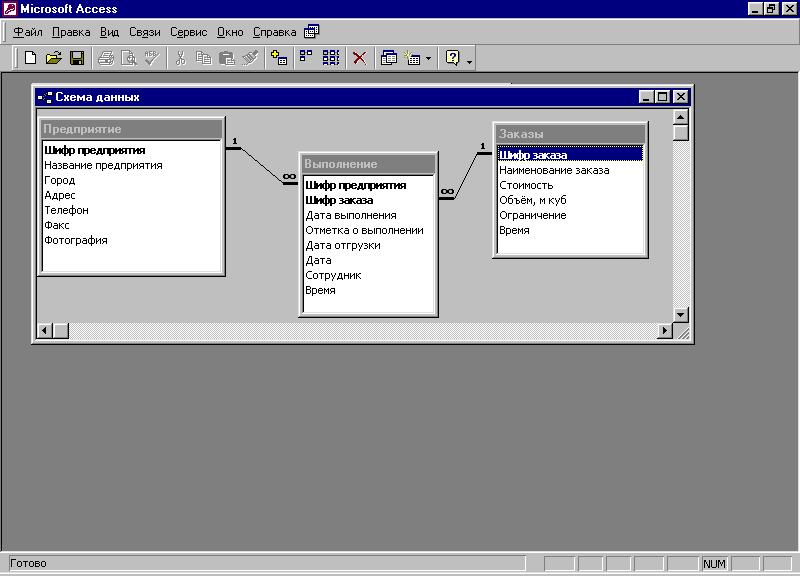 Microsoft Access
Файл Правка Вид Связи Сервис Окно Справка
Схема данных
Предприятие
Шифр предприятия
Название предприятия
Город
Адрес
Телефон
Факс
Фотография
1
∞
Выполнение
Шифр предприятия
Шифр заказа
Дата выполнения
Отметка о выполнении
Дата отгрузки
Дата
Сотрудник
Время
∞
1
Заказы
Шифр заказа
Наименование заказа
Стоимость
Объём, м куб
Ограничение
Время
Готово
NUM